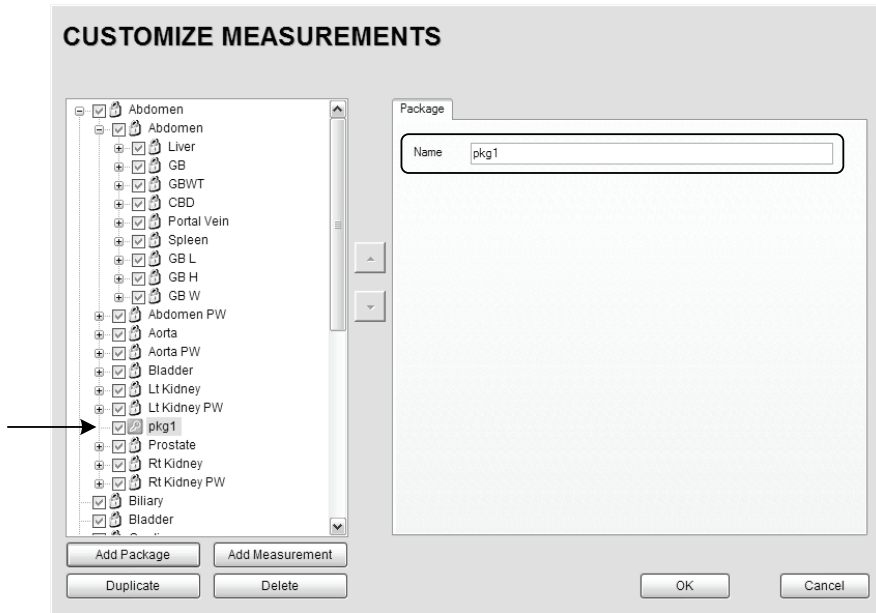 CUSTOMIZE MEASUREMENTS
Abdomen
Abdomen
Liver
GB
GBWT
CBD
Portal Vein
Spleen
GB L
GB H
GB W
Abdomen PW
Aorta
Aorta PW
Bladder
Lt Kidney
Lt Kidney PW
pkg1
Prostate
Rt Kidney
Rt Kidney PW
Biliary
Bladder
Package
Name pkg1
Add Package Add Measurement
Duplicate Delete
OK Cancel